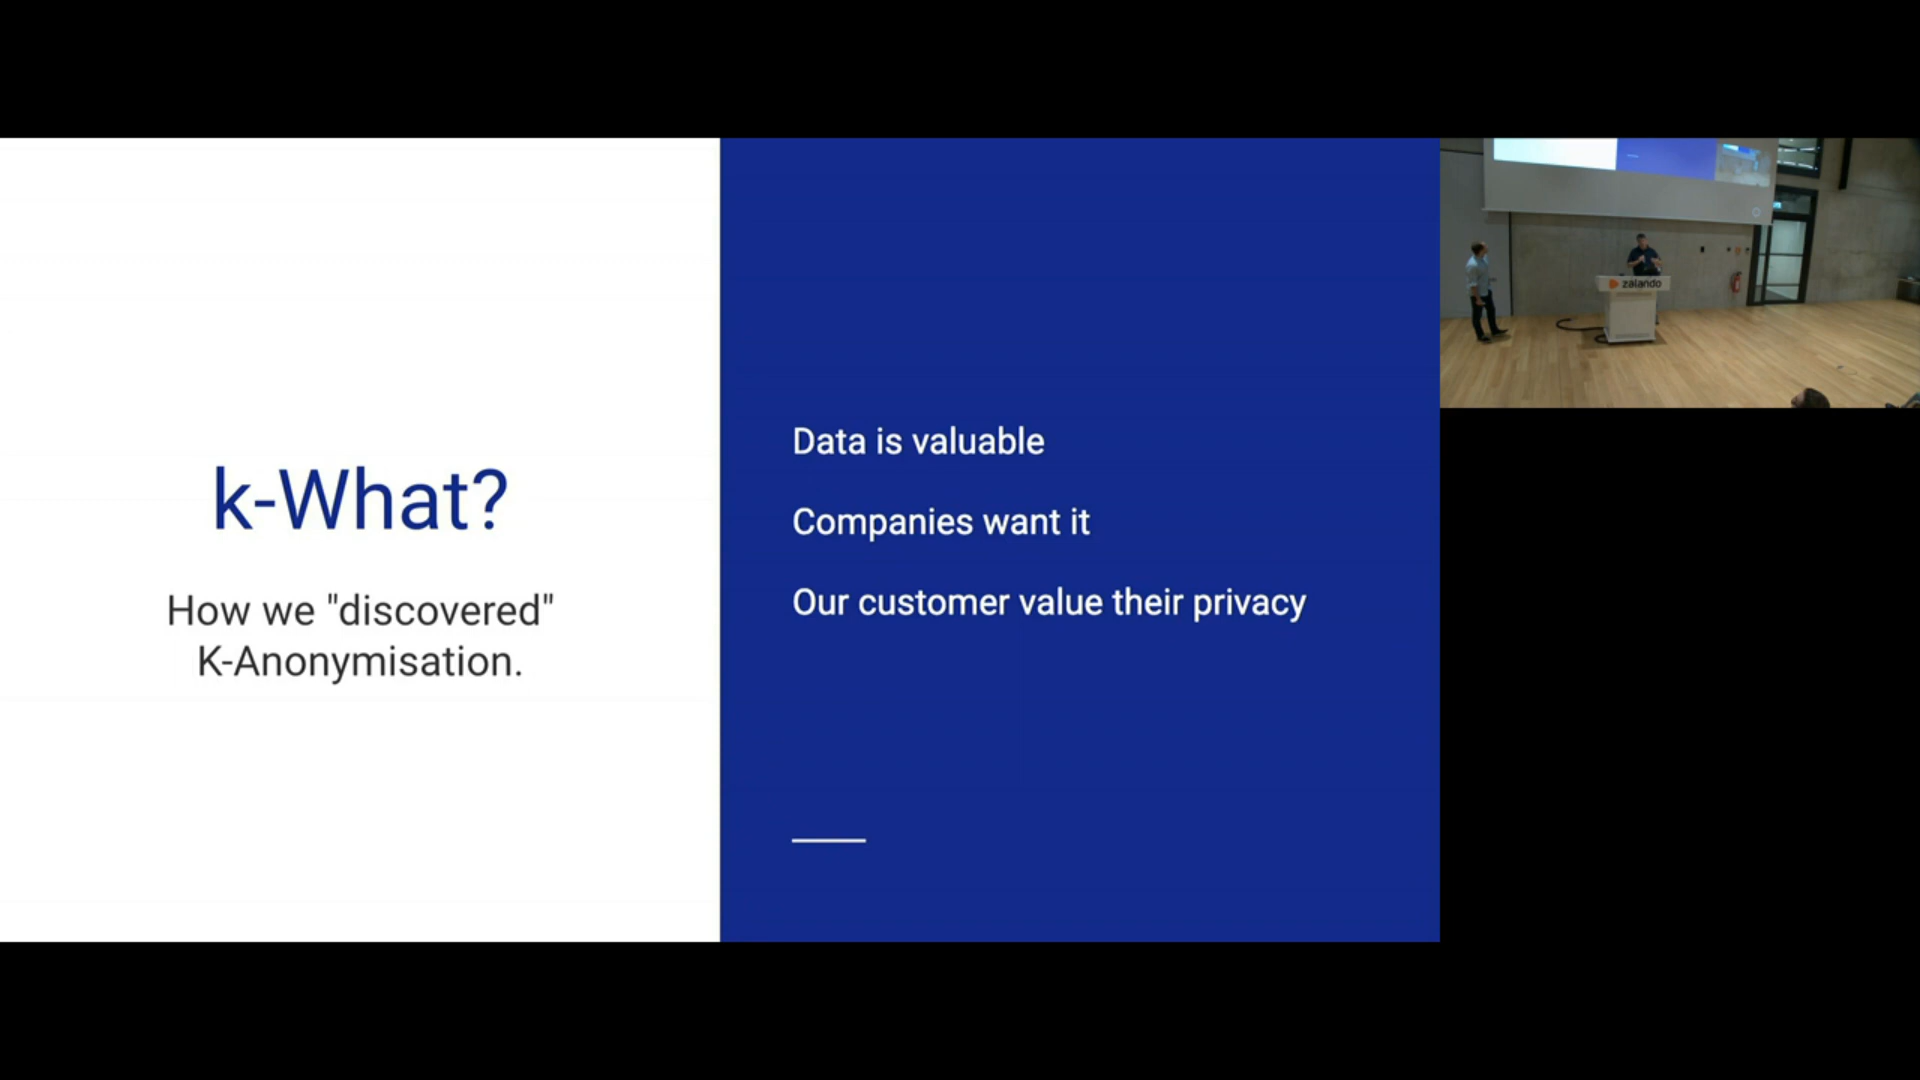 k-What?
How we "discovered"
K-Anonymisation.
Data is valuable
Companies want it
Our customer value their privacy
zalando